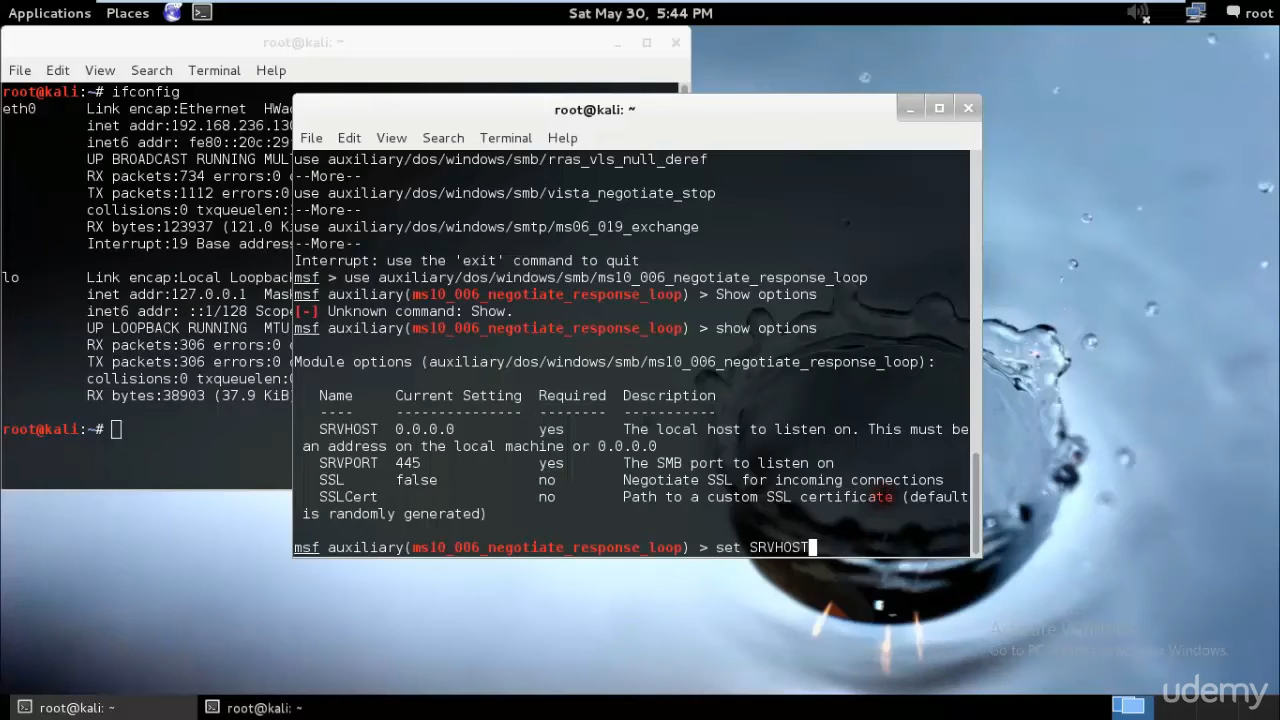 Applications Places Sat May 30, 5:44 PM root
root@kali: ~
File Edit View Search Terminal Help
root@kali:~# ifconfig
eth0 Link encap:Ethernet
inet addr:192.168.236.130
inet6 addr: fe80::20c:29
UP BROADCAST RUNNING
RX packets:734 errors:0
TX packets:1112 errors:0
collisions:0 txqueuelen:
RX bytes:123937 (121.0
Interrupt:19 Base address
lo Link encap:Local Loopback
inet addr:127.0.0.1
inet6 addr: ::1/128
UP LOOPBACK RUNNING
RX packets:306 errors:0
TX packets:306 errors:0
collisions:0 txqueuelen:
RX bytes:38903 (37.9 KiB
root@kali:~#
root@kali: ~
File Edit View Search Terminal Help
use auxiliary/dos/windows/smb/rras_vls_null_deref
--More--
use auxiliary/dos/windows/smb/vista_negotiate_stop
--More--
use auxiliary/dos/windows/smtp/ms06_019_exchange
--More--
Interrupt: use the 'exit' command to quit
msf > use auxiliary/dos/windows/smb/ms10_006_negotiate_response_loop
msf auxiliary(ms10_006_negotiate_response_loop) > Show options
[-] Unknown command: Show.
msf auxiliary(ms10_006_negotiate_response_loop) > show options
Module options (auxiliary/dos/windows/smb/ms10_006_negotiate_response_loop):
Name Current Setting Required Description
---- --------------- -------- -----------
SRVHOST 0.0.0.0 yes The local host to listen on. This must be
an address on the local machine or 0.0.0.0
SRVPORT 445 yes The SMB port to listen on
SSL false no Negotiate SSL for incoming connections
SSLCert no Path to a custom SSL certificate (default
is randomly generated)
msf auxiliary(ms10_006_negotiate_response_loop) > set SRVHOST
root@kali: ~ root@kali: ~
udemy